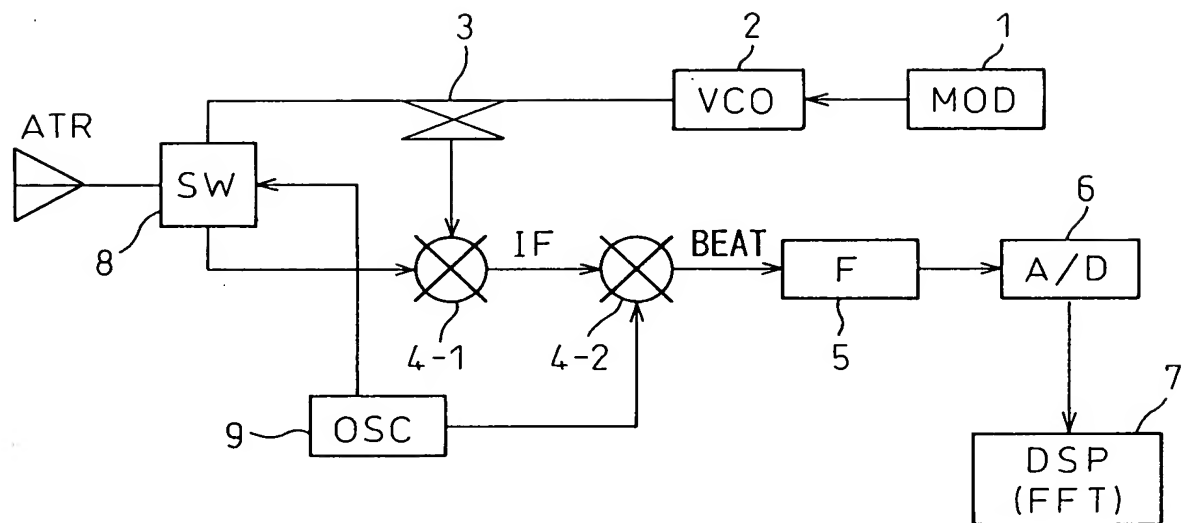 3
2
1
VCO
MOD
ATR
SW
8
IF
BEAT
F
6
A/D
4-1
4-2
5
9
OSC
7
DSP
(FFT)